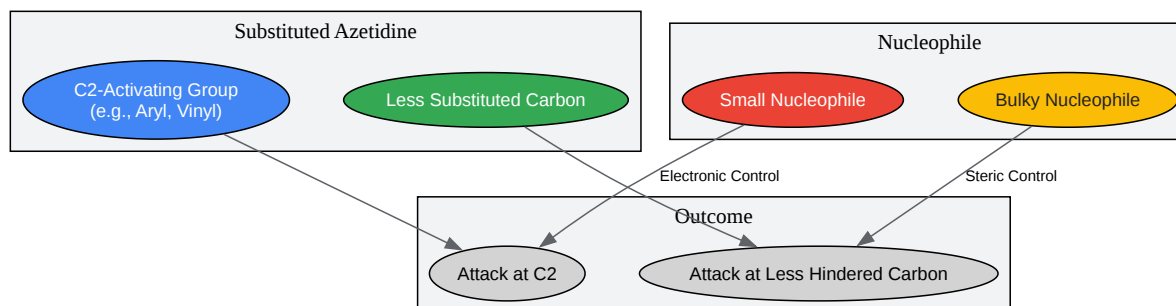 Substituted Azetidine
C2-Activating Group
(e.g., Aryl, Vinyl)
Less Substituted Carbon
Nucleophile
Small Nucleophile
Bulky Nucleophile
Electronic Control
Steric Control
Outcome
Attack at C2
Attack at Less Hindered Carbon